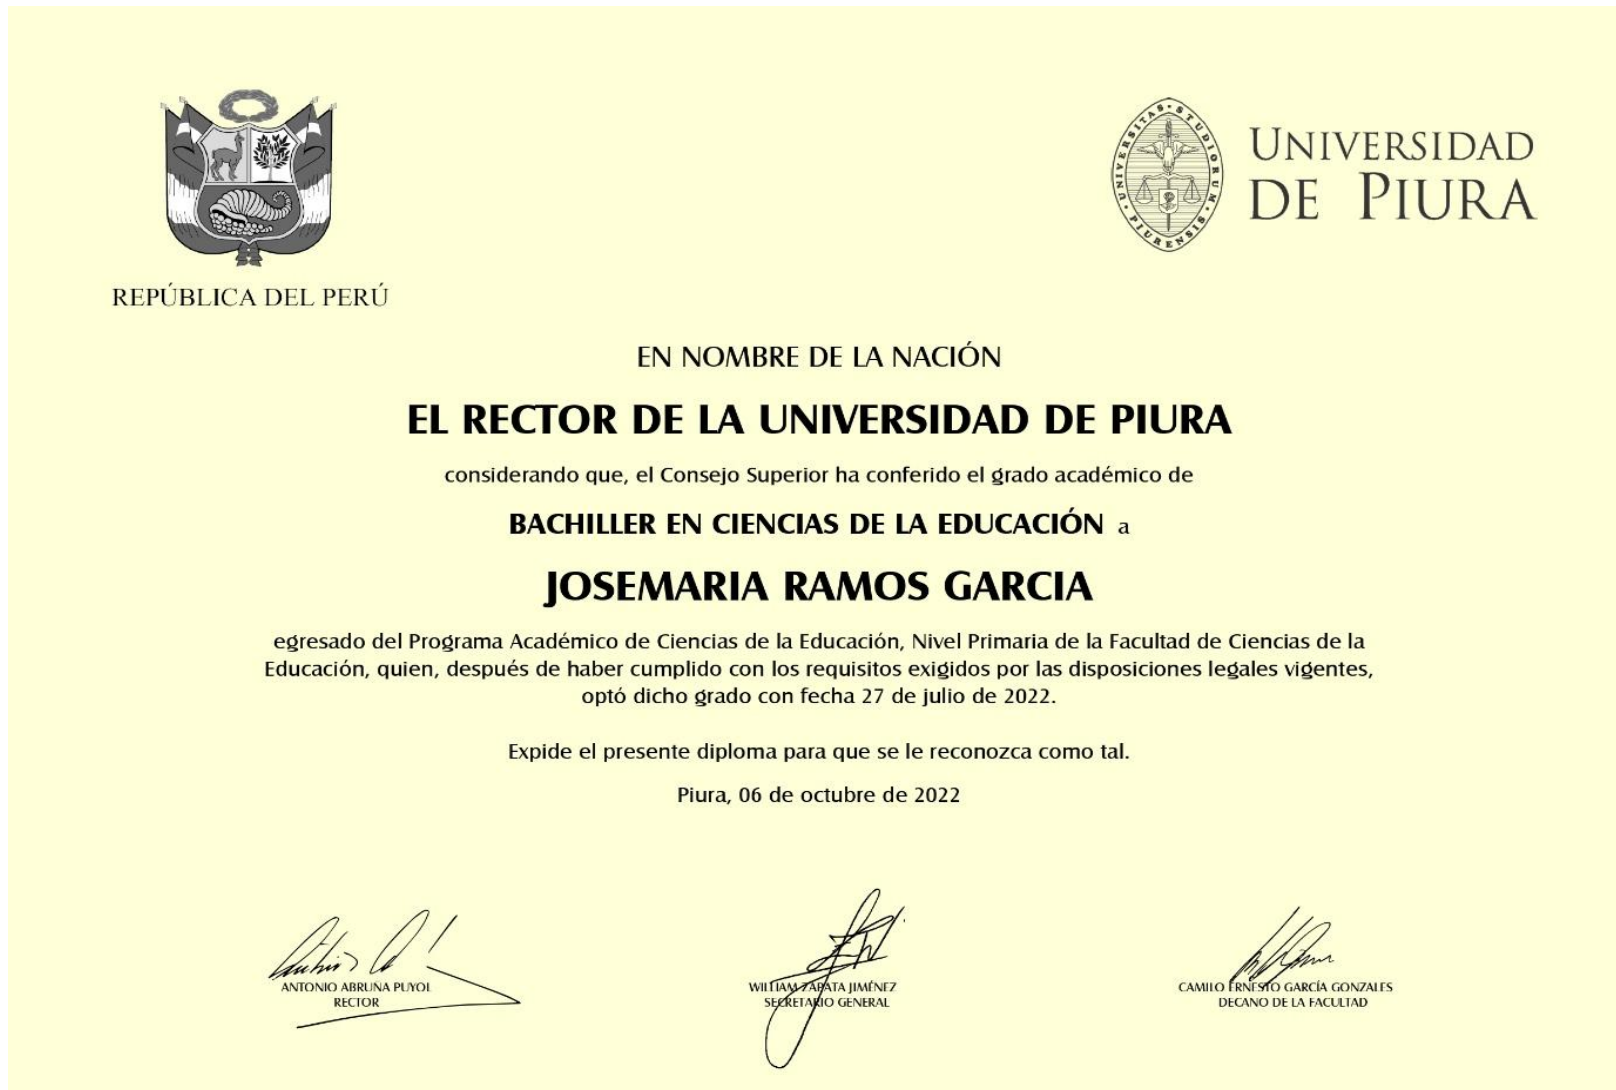 REPÚBLICA DEL PERÚ
UNIVERSITAS · STUDIORUM · PIURENSIS
UNIVERSIDAD
DE PIURA
EN NOMBRE DE LA NACIÓN
EL RECTOR DE LA UNIVERSIDAD DE PIURA
considerando que, el Consejo Superior ha conferido el grado académico de
BACHILLER EN CIENCIAS DE LA EDUCACIÓN a
JOSEMARIA RAMOS GARCIA
egresado del Programa Académico de Ciencias de la Educación, Nivel Primaria de la Facultad de Ciencias de la
Educación, quien, después de haber cumplido con los requisitos exigidos por las disposiciones legales vigentes,
optó dicho grado con fecha 27 de julio de 2022.
Expide el presente diploma para que se le reconozca como tal.
Piura, 06 de octubre de 2022
ANTONIO ABRUNA PUYOL
RECTOR
WILLIAM ZAPATA JIMÉNEZ
SECRETARIO GENERAL
CAMILO ERNESTO GARCÍA GONZALES
DECANO DE LA FACULTAD